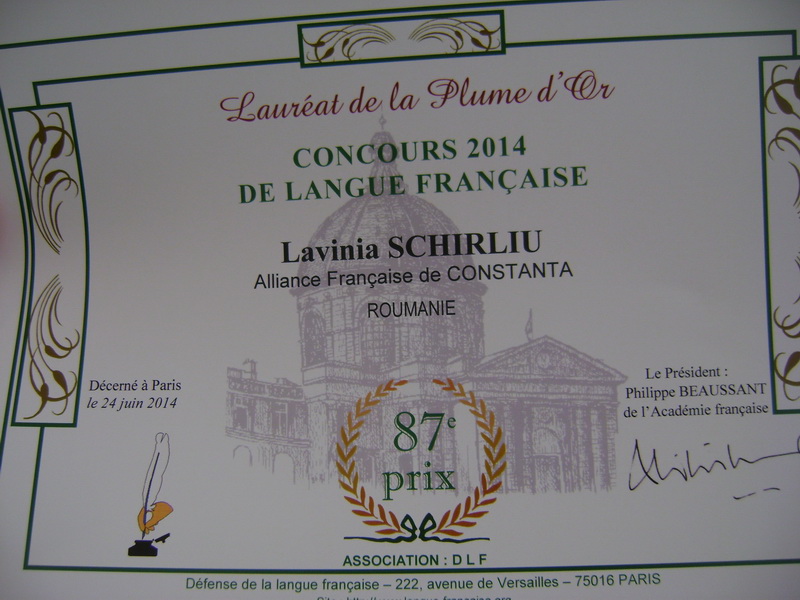 Lauréat de la Plume d'Or
CONCOURS 2014
DE LANGUE FRANÇAISE
Lavinia SCHIRLIU
Alliance Française de CONSTANTA
ROUMANIE
Décerné à Paris
le 24 juin 2014
Le Président :
Philippe BEAUSSANT
de l'Académie française
87e
prix
ASSOCIATION : D L F
Défense de la langue française – 222, avenue de Versailles – 75016 PARIS